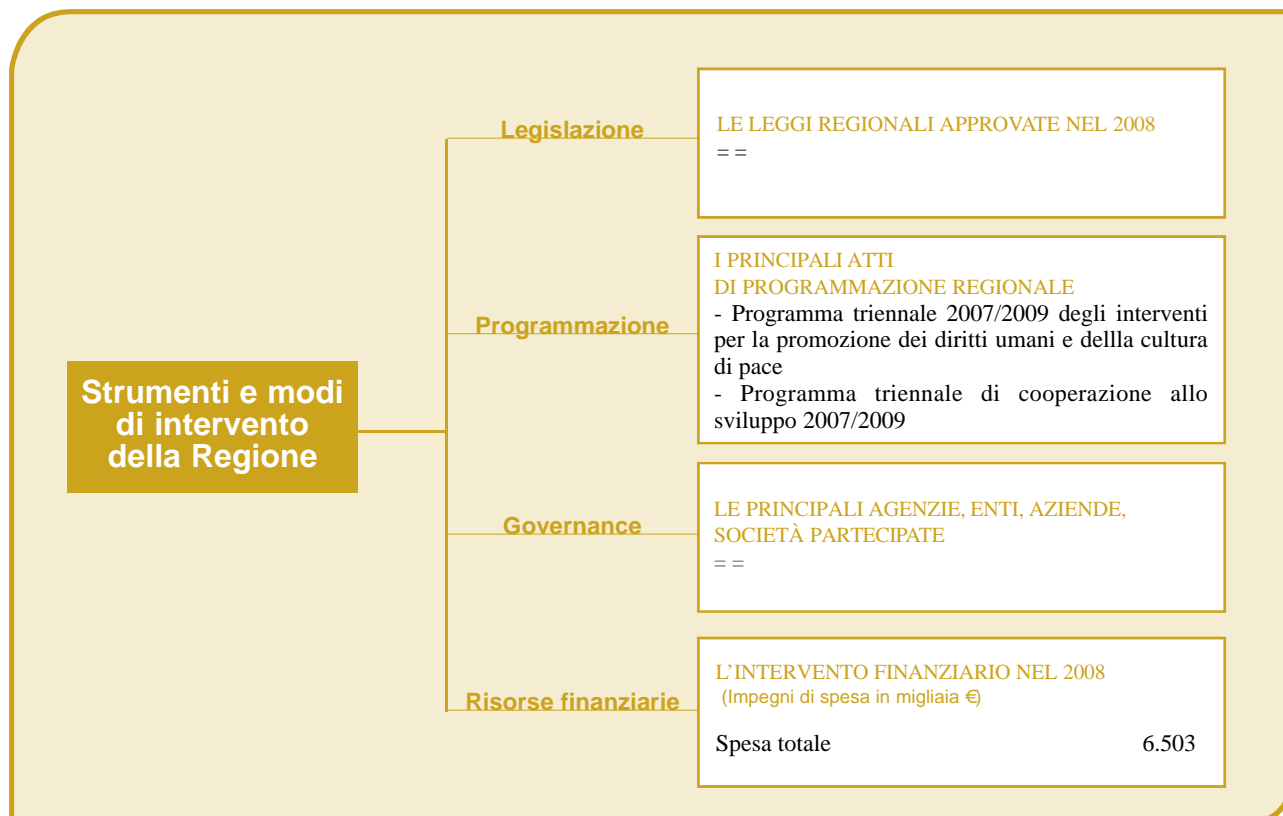 Strumenti e modi
di intervento
della Regione
Legislazione
LE LEGGI REGIONALI APPROVATE NEL 2008
= =
Programmazione
I PRINCIPALI ATTI
DI PROGRAMMAZIONE REGIONALE
- Programma triennale 2007/2009 degli interventi
per la promozione dei diritti umani e dellla cultura
di pace
- Programma triennale di cooperazione allo
sviluppo 2007/2009
Governance
LE PRINCIPALI AGENZIE, ENTI, AZIENDE,
SOCIETÀ PARTECIPATE
= =
Risorse finanziarie
L’INTERVENTO FINANZIARIO NEL 2008
(Impegni di spesa in migliaia €)
Spesa totale 6.503